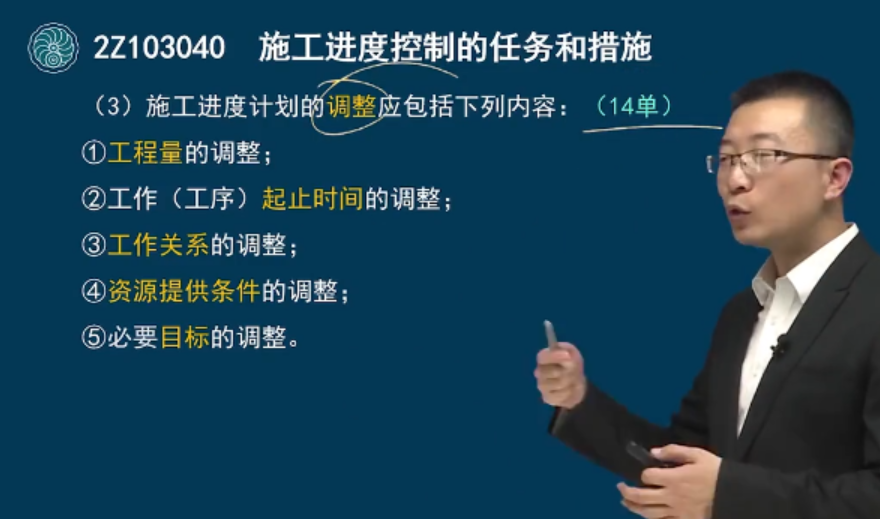 2Z103040 施工进度控制的任务和措施
（3）施工进度计划的调整应包括下列内容：（14单）
①工程量的调整；
②工作（工序）起止时间的调整；
③工作关系的调整；
④资源提供条件的调整；
⑤必要目标的调整。